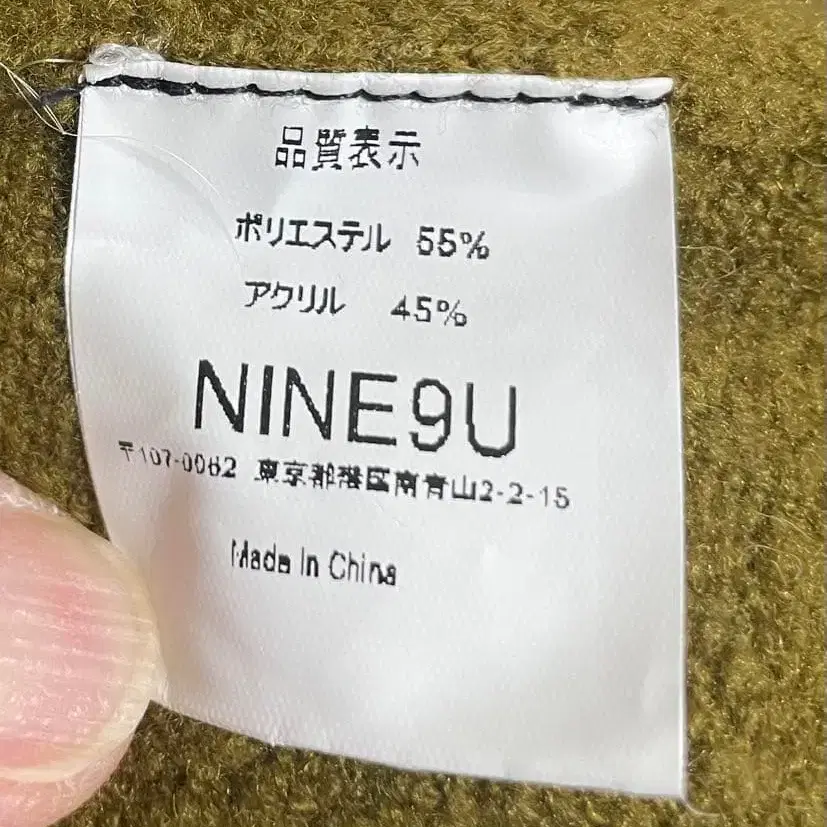 品質表示
ポリエステル 55%
アクリル 45%
NINE9U
〒107-0062 東京都港区南青山2-2-15
Made In China